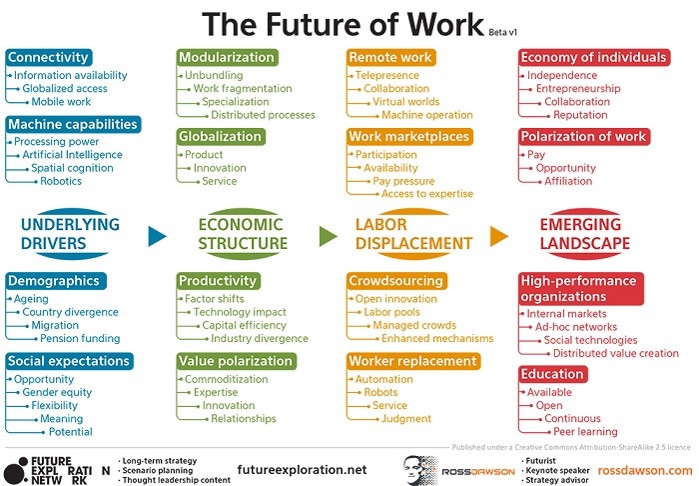 The Future of Work Beta v1
Connectivity
Information availability
Globalized access
Mobile work
Machine capabilities
Processing power
Artificial Intelligence
Spatial cognition
Robotics
Modularization
Unbundling
Work fragmentation
Specialization
Distributed processes
Globalization
Product
Innovation
Service
Remote work
Telepresence
Collaboration
Virtual worlds
Machine operation
Work marketplaces
Participation
Availability
Pay pressure
Access to expertise
Economy of individuals
Independence
Entrepreneurship
Collaboration
Reputation
Polarization of work
Pay
Opportunity
Affiliation
UNDERLYING
DRIVERS
ECONOMIC
STRUCTURE
LABOR
DISPLACEMENT
EMERGING
LANDSCAPE
Demographics
Ageing
Country divergence
Migration
Pension funding
Social expectations
Opportunity
Gender equity
Flexibility
Meaning
Potential
Productivity
Factor shifts
Technology impact
Capital efficiency
Industry divergence
Value polarization
Commoditization
Expertise
Innovation
Relationships
Crowdsourcing
Open innovation
Labor pools
Managed crowds
Enhanced mechanisms
Worker replacement
Automation
Robots
Service
Judgment
High-performance
organizations
Internal markets
Ad-hoc networks
Social technologies
Distributed value creation
Education
Available
Open
Continuous
Peer learning
Published under a Creative Commons Attribution-ShareAlike 2.5 licence
FUTURE
EXPL RATI N
NETW RK
· Long-term strategy
· Scenario planning
· Thought leadership content
futureexploration.net
ROSSDAWSON
· Futurist
· Keynote speaker
· Strategy advisor
rossdawson.com